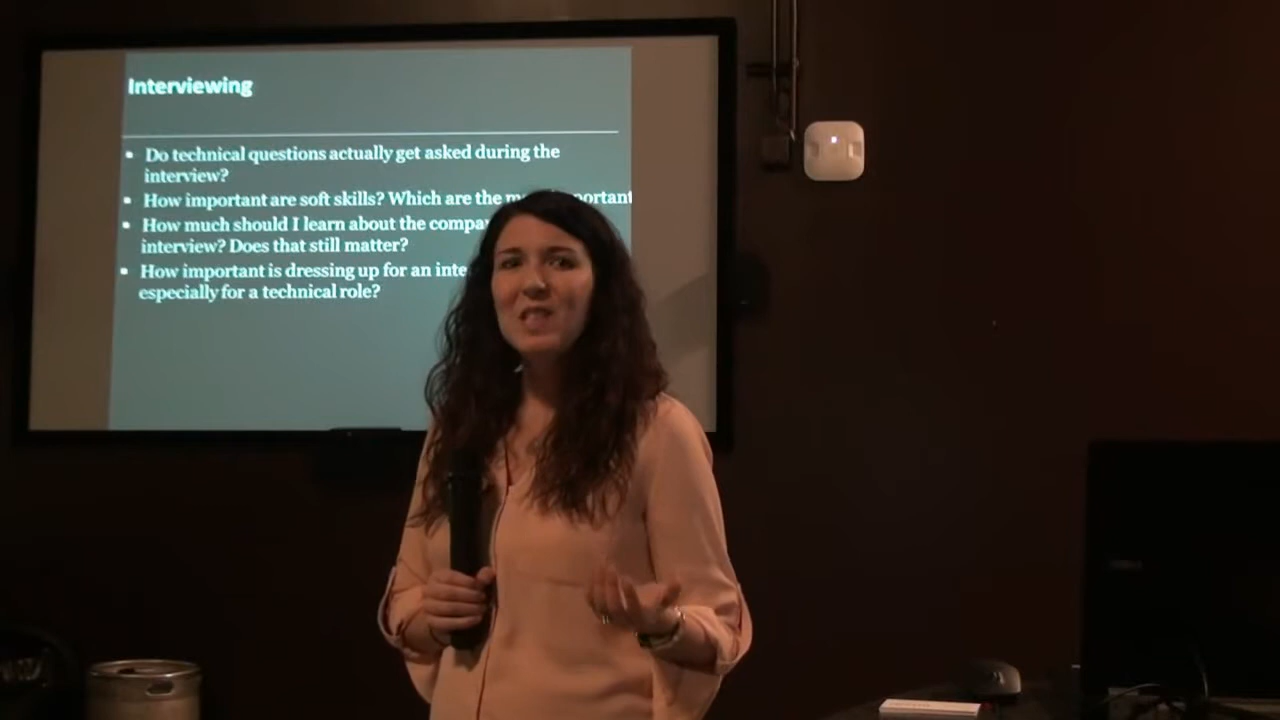 Interviewing
Do technical questions actually get asked during the
interview?
How important are soft skills? Which are the
How much should I learn about the
interview? Does that still matter?
How important is dressing up for an
especially for a technical role?